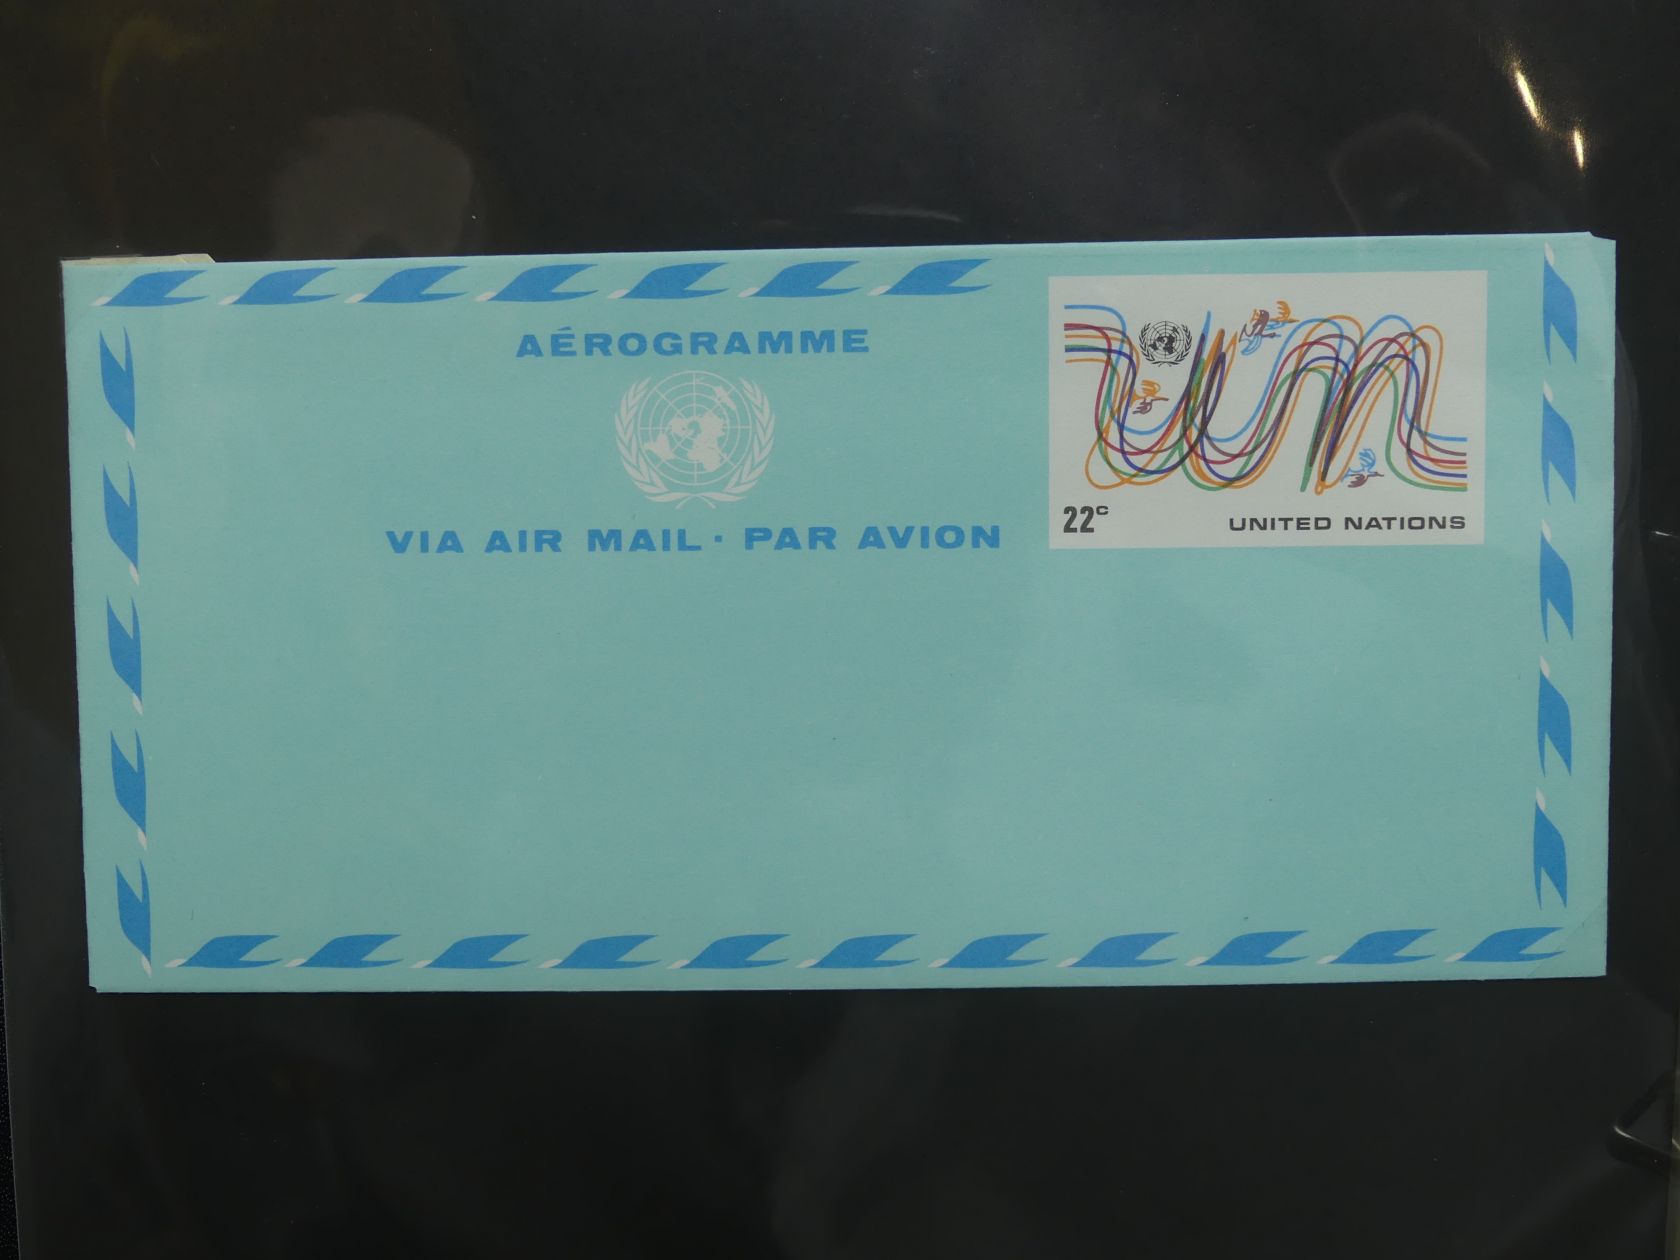 AÉROGRAMME
VIA AIR MAIL · PAR AVION
un
22c
UNITED NATIONS